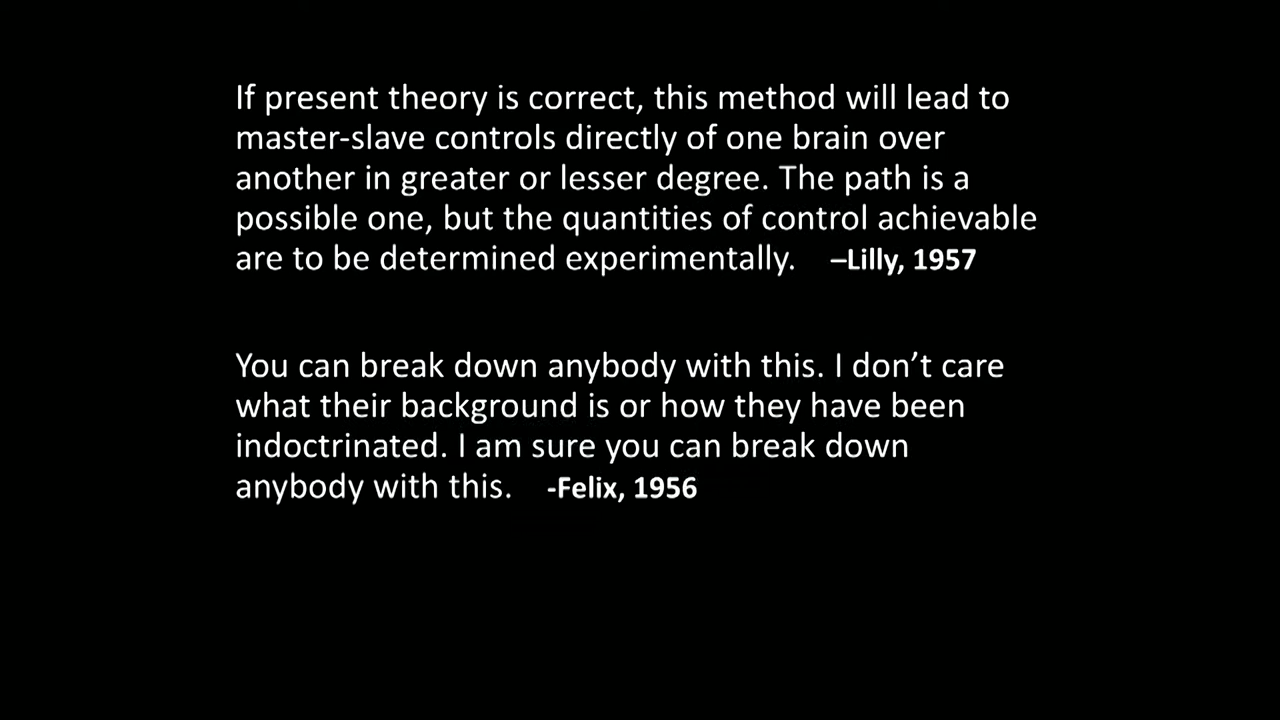 If present theory is correct, this method will lead to
master-slave controls directly of one brain over
another in greater or lesser degree. The path is a
possible one, but the quantities of control achievable
are to be determined experimentally. –Lilly, 1957
You can break down anybody with this. I don’t care
what their background is or how they have been
indoctrinated. I am sure you can break down
anybody with this. -Felix, 1956